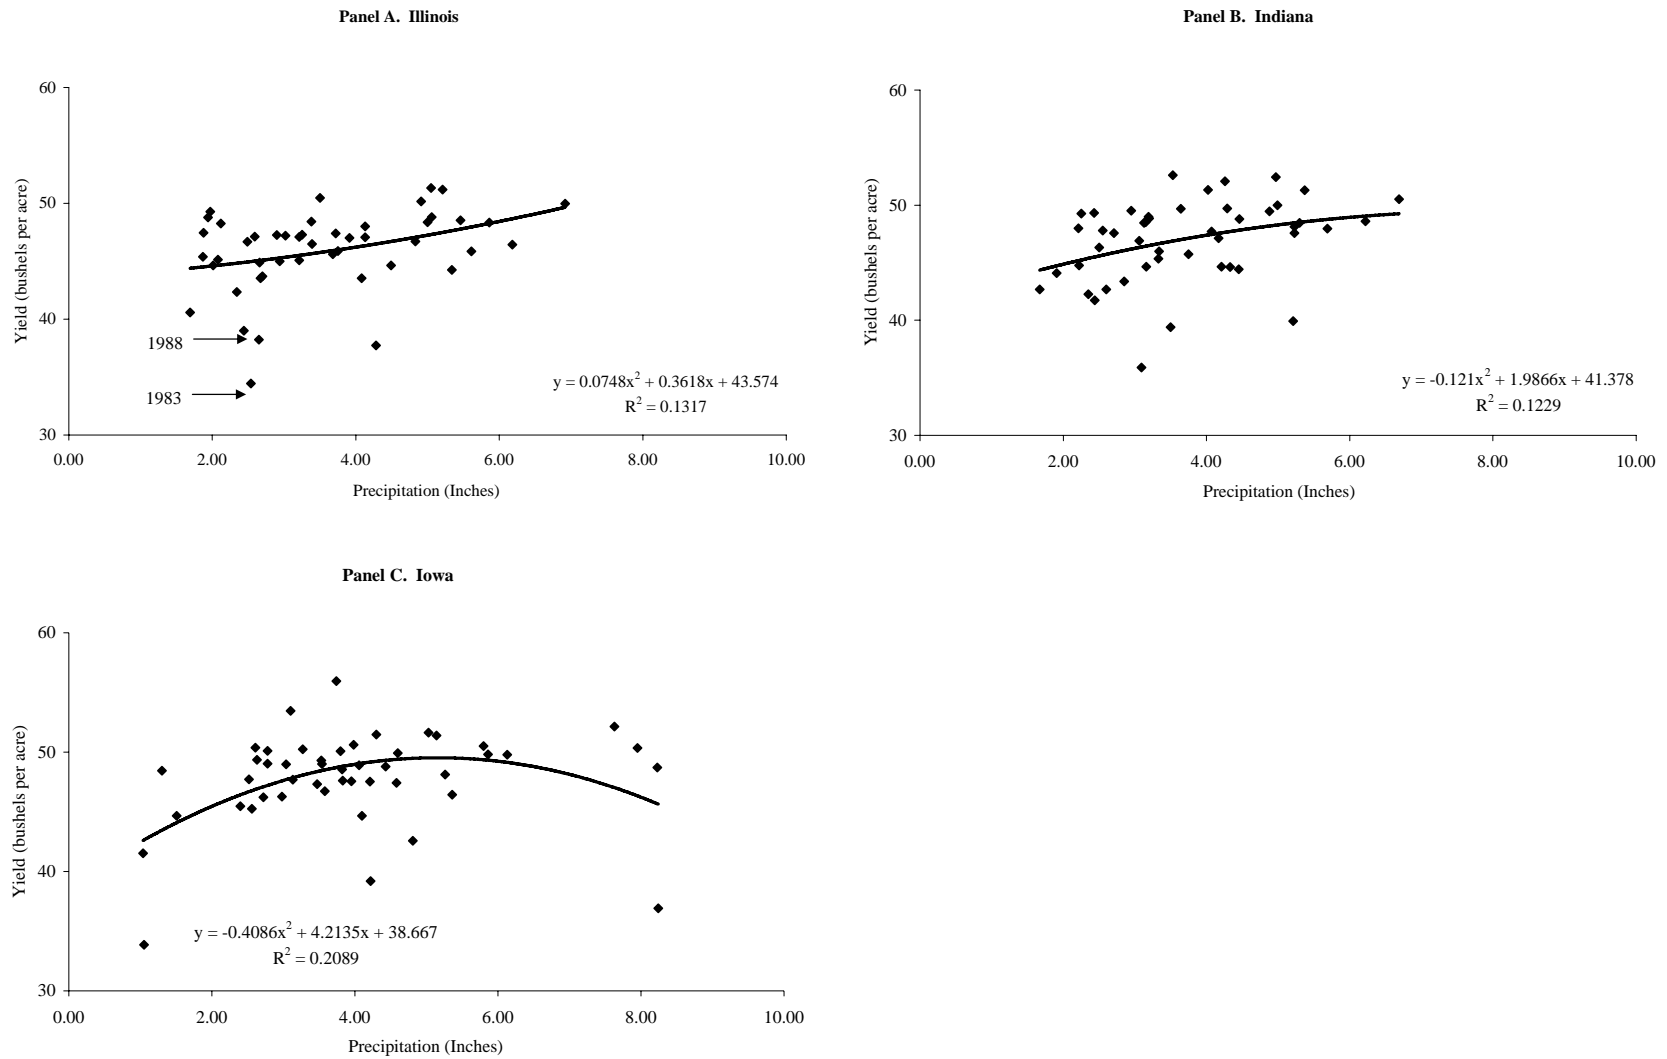 Panel A.  Illinois
60
50
40
30
Yield (bushels per acre)
1988
1983
y = 0.0748x² + 0.3618x + 43.574
R² = 0.1317
0.00 2.00 4.00 6.00 8.00 10.00
Precipitation (Inches)
Panel B.  Indiana
60
50
40
30
Yield (bushels per acre)
y = -0.121x² + 1.9866x + 41.378
R² = 0.1229
0.00 2.00 4.00 6.00 8.00 10.00
Precipitation (Inches)
Panel C.  Iowa
60
50
40
30
Yield (bushels per acre)
y = -0.4086x² + 4.2135x + 38.667
R² = 0.2089
0.00 2.00 4.00 6.00 8.00 10.00
Precipitation (Inches)